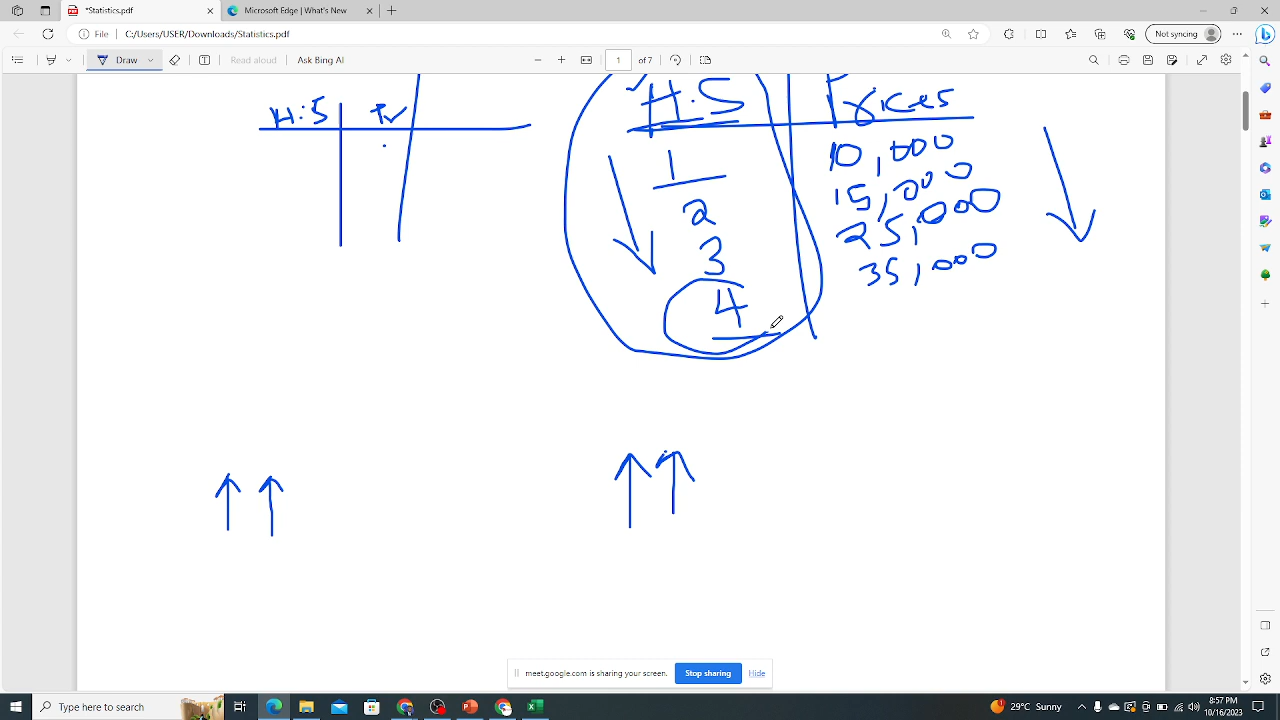 *Statistics.pdf
Microsoft Edge | What's New
File
C:/Users/USER/Downloads/Statistics.pdf
Not syncing
Draw
Read aloud
Ask Bing AI
1
of 7
H.S
Prices
H:S
Pr
1
10,000
2
15,000
3
25,000
4
35,000
meet.google.com is sharing your screen.
Stop sharing
Hide
Type here to search
29°C Sunny
8:57 PM
10/16/2023